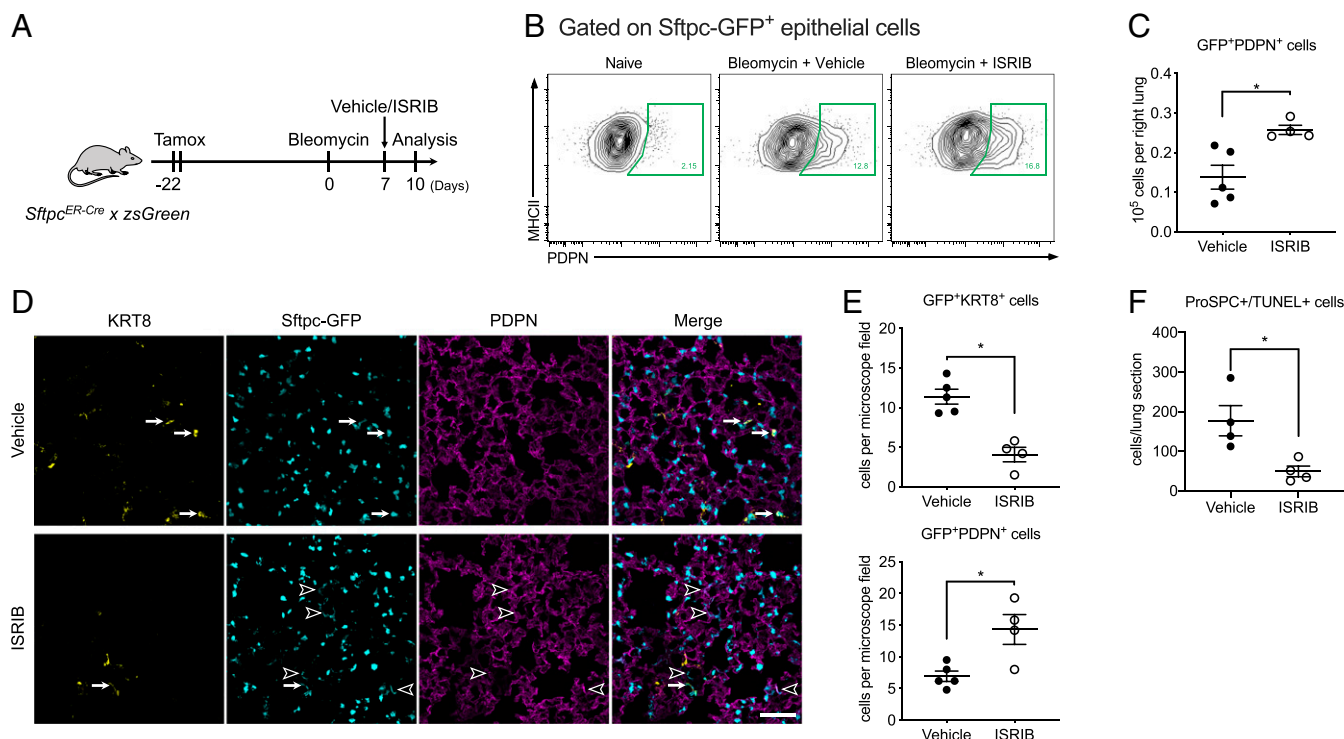 A
Vehicle/ISRIB
Tamox
Bleomycin
Analysis
-22
0
7
10
(Days)
Sftpc^ER-Cre x zsGreen
B
Gated on Sftpc-GFP⁺ epithelial cells
Naive
Bleomycin + Vehicle
Bleomycin + ISRIB
2.15
12.8
16.8
MHCII
PDPN
C
GFP⁺PDPN⁺ cells
10⁵ cells per right lung
0.4
0.3
0.2
0.1
0.0
*
Vehicle
ISRIB
D
KRT8
Sftpc-GFP
PDPN
Merge
Vehicle
ISRIB
E
GFP⁺KRT8⁺ cells
cells per microscope field
20
15
10
5
0
*
Vehicle
ISRIB
GFP⁺PDPN⁺ cells
cells per microscope field
25
20
15
10
5
0
*
Vehicle
ISRIB
F
ProSPC+/TUNEL+ cells
cells/lung section
400
300
200
100
0
*
Vehicle
ISRIB